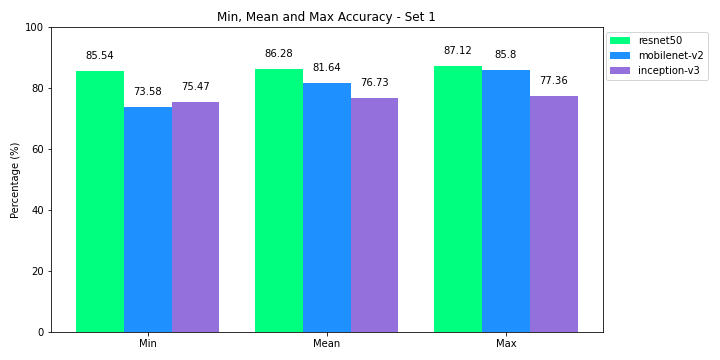 Min, Mean and Max Accuracy - Set 1
Percentage (%)
100
80
60
40
20
0
85.54
73.58
75.47
86.28
81.64
76.73
87.12
85.8
77.36
Min
Mean
Max
resnet50
mobilenet-v2
inception-v3